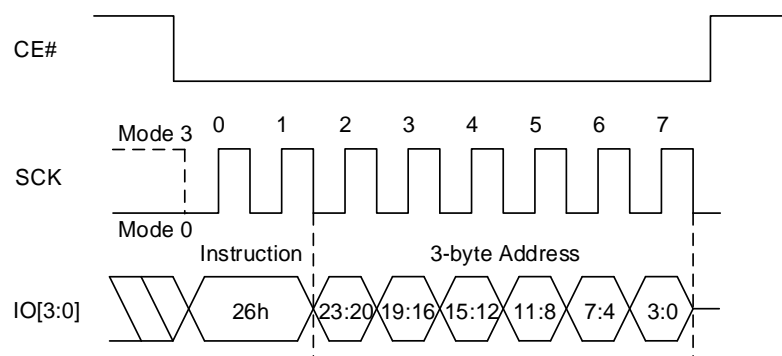 CE#
Mode 3 0 1 2 3 4 5 6 7
SCK
Mode 0
Instruction 3-byte Address
IO[3:0] 26h 23:20 19:16 15:12 11:8 7:4 3:0